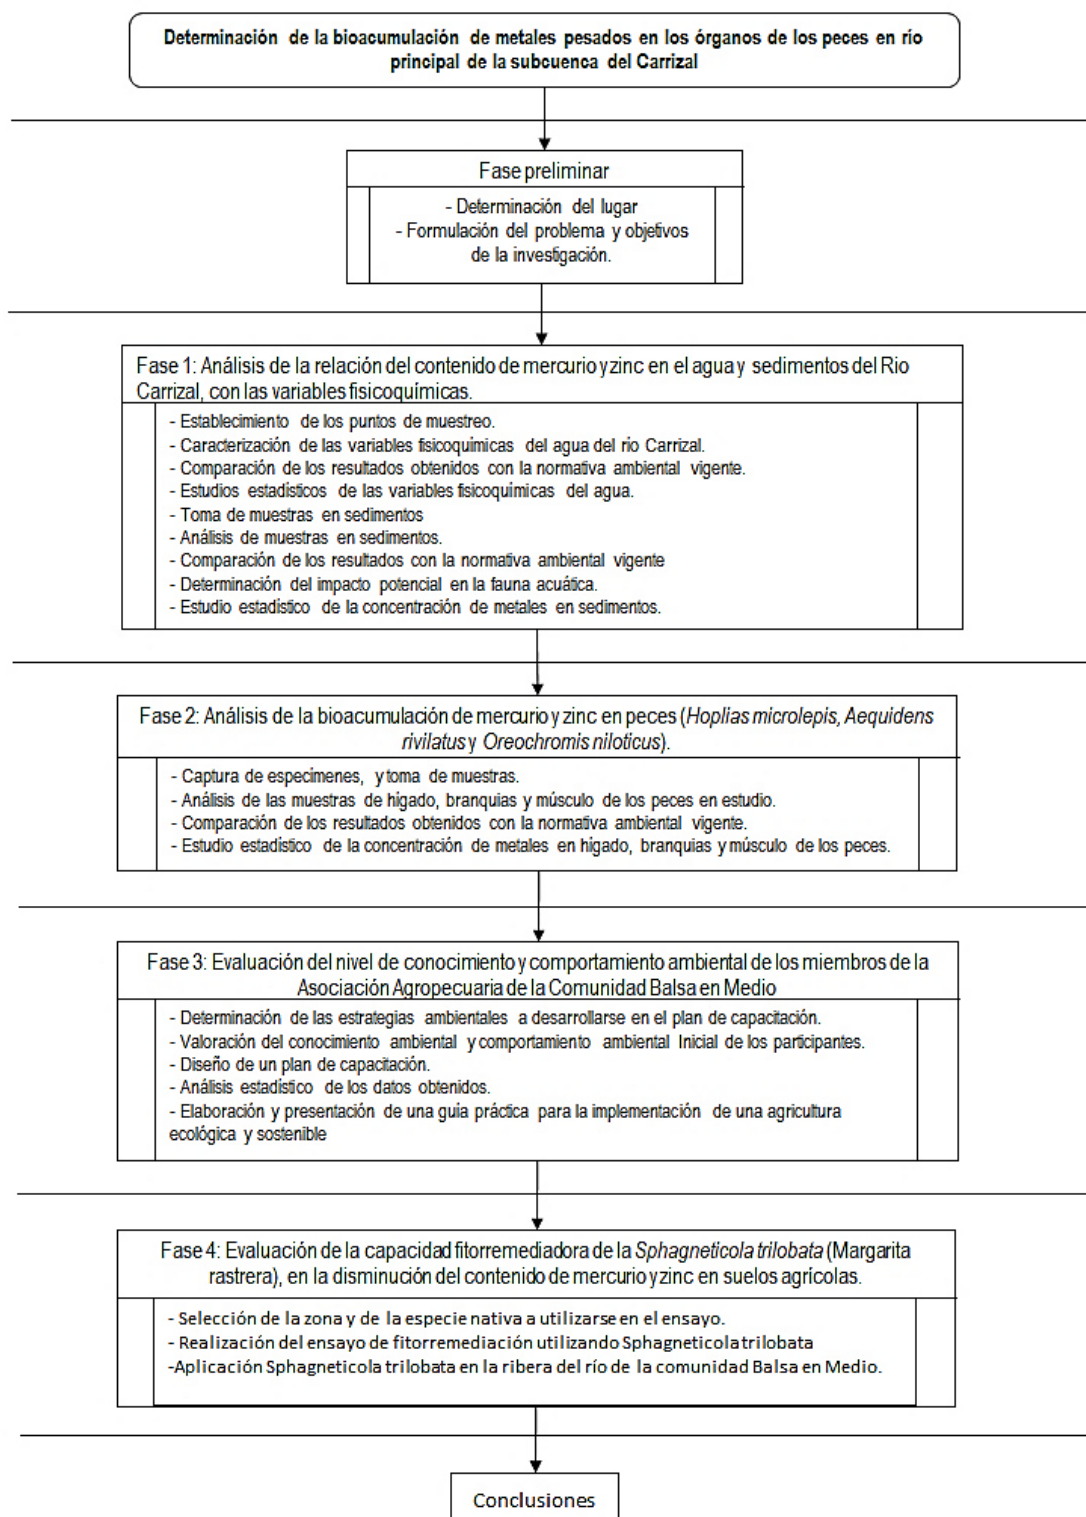 Determinación de la bioacumulación de metales pesados en los órganos de los peces en río
principal de la subcuenca del Carrizal
Fase preliminar
- Determinación del lugar
- Formulación del problema y objetivos
de la investigación.
Fase 1: Análisis de la relación del contenido de mercurio y zinc en el agua y sedimentos del Rio
Carrizal, con las variables fisicoquímicas.
- Establecimiento de los puntos de muestreo.
- Caracterización de las variables fisicoquímicas del agua del río Carrizal.
- Comparación de los resultados obtenidos con la normativa ambiental vigente.
- Estudios estadísticos de las variables fisicoquímicas del agua.
- Toma de muestras en sedimentos
- Análisis de muestras en sedimentos.
- Comparación de los resultados con la normativa ambiental vigente
- Determinación del impacto potencial en la fauna acuática.
- Estudio estadístico de la concentración de metales en sedimentos.
Fase 2: Análisis de la bioacumulación de mercurio y zinc en peces (Hoplias microlepis, Aequidens
rivilatus y Oreochromis niloticus).
- Captura de especímenes, y toma de muestras.
- Análisis de las muestras de hígado, branquias y músculo de los peces en estudio.
- Comparación de los resultados obtenidos con la normativa ambiental vigente.
- Estudio estadístico de la concentración de metales en hígado, branquias y músculo de los peces.
Fase 3: Evaluación del nivel de conocimiento y comportamiento ambiental de los miembros de la
Asociación Agropecuaria de la Comunidad Balsa en Medio
- Determinación de las estrategias ambientales a desarrollarse en el plan de capacitación.
- Valoración del conocimiento ambiental y comportamiento ambiental Inicial de los participantes.
- Diseño de un plan de capacitación.
- Análisis estadístico de los datos obtenidos.
- Elaboración y presentación de una guía práctica para la implementación de una agricultura
ecológica y sostenible
Fase 4: Evaluación de la capacidad fitorremediadora de la Sphagneticola trilobata (Margarita
rastrera), en la disminución del contenido de mercurio y zinc en suelos agrícolas.
- Selección de la zona y de la especie nativa a utilizarse en el ensayo.
- Realización del ensayo de fitorremediación utilizando Sphagneticola trilobata
-Aplicación Sphagneticola trilobata en la ribera del río de la comunidad Balsa en Medio.
Conclusiones